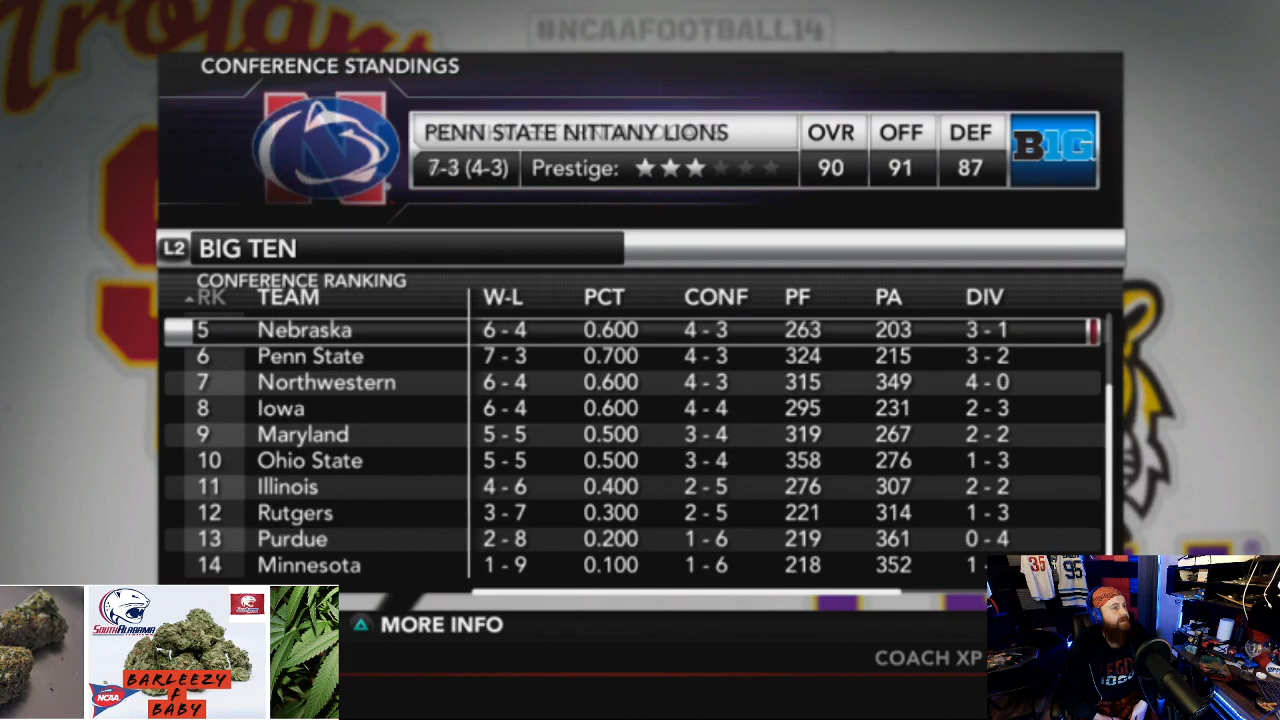 Trojans
#NCAAFOOTBALL14
CONFERENCE STANDINGS
PENN STATE NITTANY LIONS
OVR OFF DEF
B1G
7-3 (4-3) Prestige:
90 91 87
L2 BIG TEN
CONFERENCE RANKING
RK TEAM W-L PCT CONF PF PA DIV
5 Nebraska 6 - 4 0.600 4 - 3 263 203 3 - 1
6 Penn State 7 - 3 0.700 4 - 3 324 215 3 - 2
7 Northwestern 6 - 4 0.600 4 - 3 315 349 4 - 0
8 Iowa 6 - 4 0.600 4 - 4 295 231 2 - 3
9 Maryland 5 - 5 0.500 3 - 4 319 267 2 - 2
10 Ohio State 5 - 5 0.500 3 - 4 358 276 1 - 3
11 Illinois 4 - 6 0.400 2 - 5 276 307 2 - 2
12 Rutgers 3 - 7 0.300 2 - 5 221 314 1 - 3
13 Purdue 2 - 8 0.200 1 - 6 219 361 0 - 4
14 Minnesota 1 - 9 0.100 1 - 6 218 352 1 -
MORE INFO
COACH XP
SOUTH ALABAMA
BARLEEZY
F
BABY
NCAA
35
95